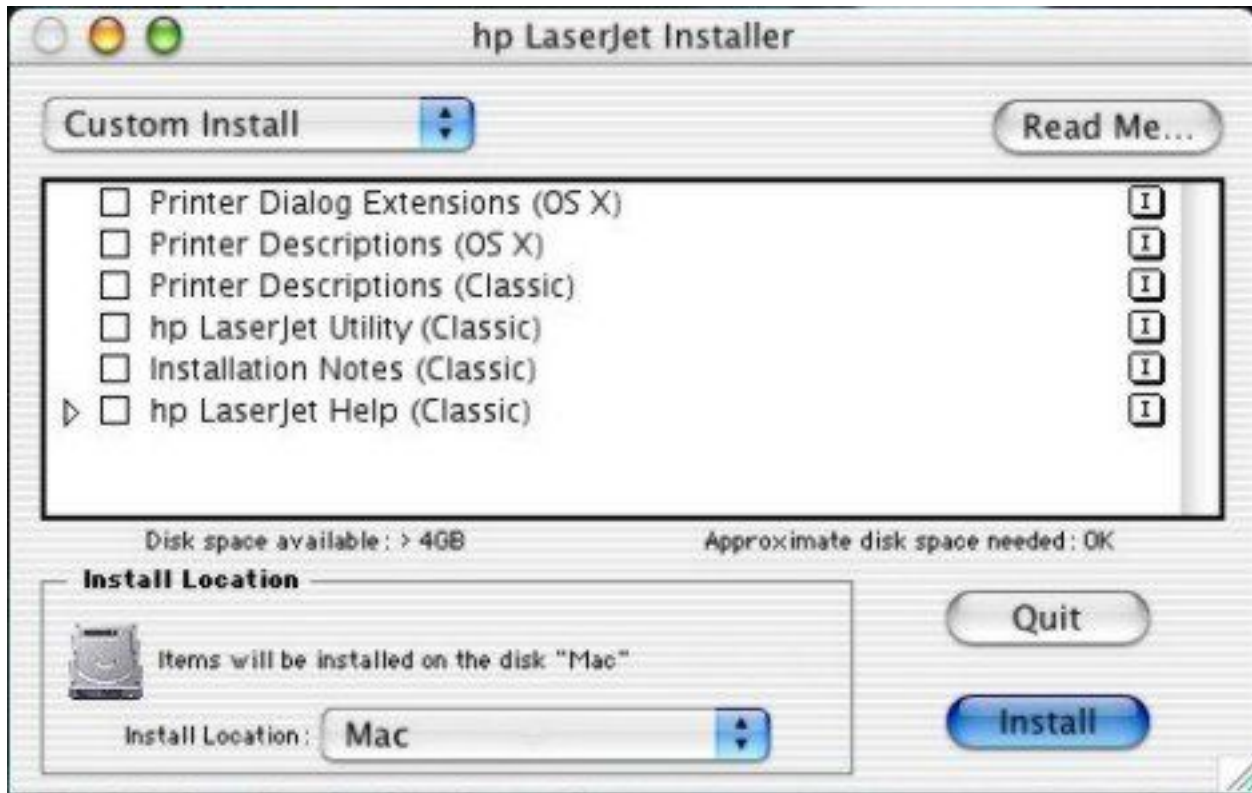 hp LaserJet Installer
Custom Install
Read Me...
Printer Dialog Extensions (OS X)
Printer Descriptions (OS X)
Printer Descriptions (Classic)
hp LaserJet Utility (Classic)
Installation Notes (Classic)
hp LaserJet Help (Classic)
Disk space available : > 4GB
Approximate disk space needed : 0K
Install Location
Items will be installed on the disk "Mac"
Install Location : Mac
Quit
Install